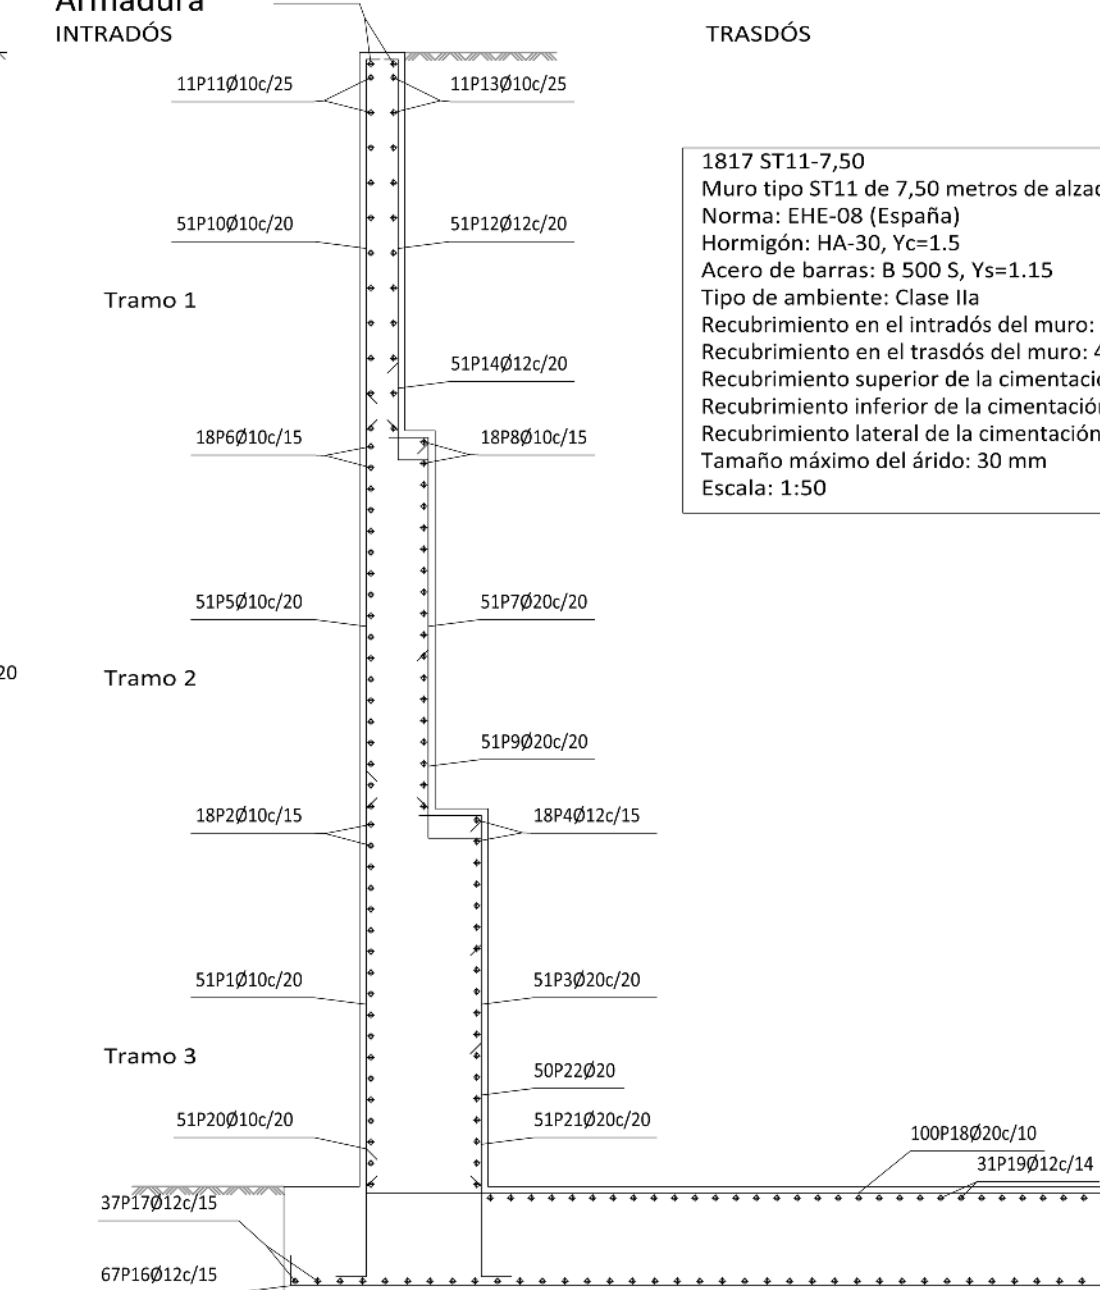 Armadura
INTRADÓS
TRASDÓS
11P11Ø10c/25
11P13Ø10c/25
51P10Ø10c/20
51P12Ø12c/20
Tramo 1
51P14Ø12c/20
18P6Ø10c/15
18P8Ø10c/15
1817 ST11-7,50
Muro tipo ST11 de 7,50 metros de alzad
Norma: EHE-08 (España)
Hormigón: HA-30, Yc=1.5
Acero de barras: B 500 S, Ys=1.15
Tipo de ambiente: Clase IIa
Recubrimiento en el intradós del muro:
Recubrimiento en el trasdós del muro: 4
Recubrimiento superior de la cimentació
Recubrimiento inferior de la cimentación
Recubrimiento lateral de la cimentación
Tamaño máximo del árido: 30 mm
Escala: 1:50
51P5Ø10c/20
51P7Ø20c/20
20
Tramo 2
51P9Ø20c/20
18P2Ø10c/15
18P4Ø12c/15
51P1Ø10c/20
51P3Ø20c/20
Tramo 3
50P22Ø20
51P20Ø10c/20
51P21Ø20c/20
100P18Ø20c/10
31P19Ø12c/14
37P17Ø12c/15
67P16Ø12c/15